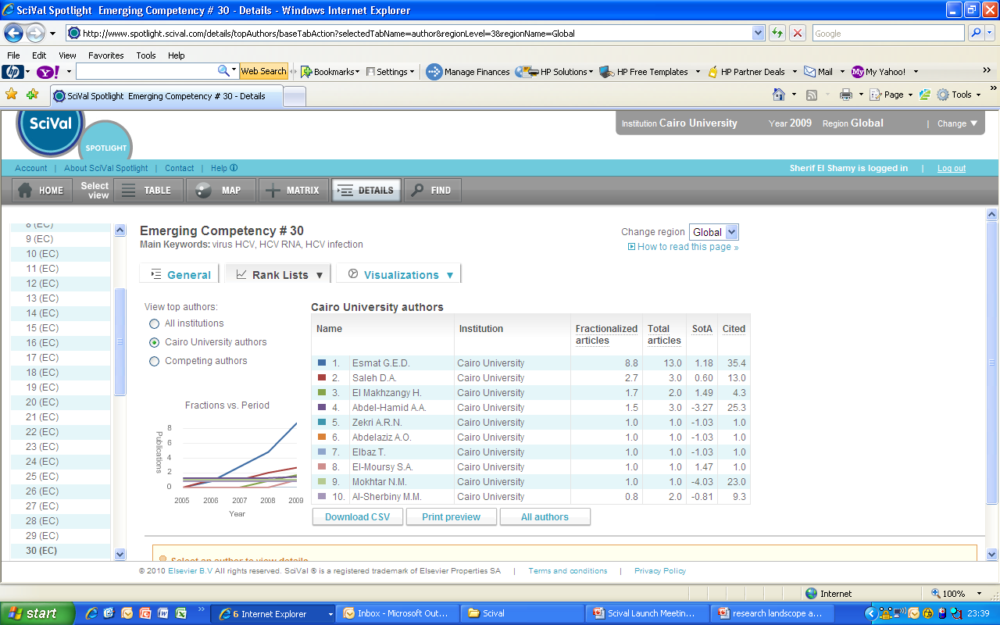 SciVal Spotlight  Emerging Competency # 30 - Details - Windows Internet Explorer
http://www.spotlight.scival.com/details/topAuthors/baseTabAction?selectedTabName=author&regionLevel=3&regionName=Global
Google
File Edit View Favorites Tools Help
hp Y! Web Search Bookmarks Settings Manage Finances HP Solutions HP Free Templates HP Partner Deals Mail My Yahoo! »
SciVal Spotlight  Emerging Competency # 30 - Details Page Tools »
SciVal
SPOTLIGHT
Institution Cairo University Year 2009 Region Global | Change
Account | About SciVal Spotlight | Contact | Help
Sherif El Shamy is logged in | Log out
HOME Select view TABLE MAP MATRIX DETAILS FIND
8 (EC)
9 (EC)
10 (EC)
11 (EC)
12 (EC)
13 (EC)
14 (EC)
15 (EC)
16 (EC)
17 (EC)
18 (EC)
19 (EC)
20 (EC)
21 (EC)
22 (EC)
23 (EC)
24 (EC)
25 (EC)
26 (EC)
27 (EC)
28 (EC)
29 (EC)
30 (EC)
Emerging Competency # 30
Main Keywords: virus HCV, HCV RNA, HCV infection
Change region Global
How to read this page »
General Rank Lists ▼ Visualizations ▼
View top authors:
All institutions
Cairo University authors
Competing authors
Fractions vs. Period
Publications
8
6
4
2
0
2005 2006 2007 2008 2009
Year
Cairo University authors
Name Institution Fractionalized articles Total articles SotA Cited
1. Esmat G.E.D. Cairo University 8.8 13.0 1.18 35.4
2. Saleh D.A. Cairo University 2.7 3.0 0.60 13.0
3. El Makhzangy H. Cairo University 1.7 2.0 1.49 4.3
4. Abdel-Hamid A.A. Cairo University 1.5 3.0 -3.27 25.3
5. Zekri A.R.N. Cairo University 1.0 1.0 -1.03 1.0
6. Abdelaziz A.O. Cairo University 1.0 1.0 -1.03 1.0
7. Elbaz T. Cairo University 1.0 1.0 -1.03 1.0
8. El-Moursy S.A. Cairo University 1.0 1.0 1.47 1.0
9. Mokhtar N.M. Cairo University 1.0 1.0 -4.03 23.0
10. Al-Sherbiny M.M. Cairo University 0.8 2.0 -0.81 9.3
Download CSV Print preview All authors
Select an author to view details
© 2010 Elsevier B.V All rights reserved. SciVal ® is a registered trademark of Elsevier Properties SA | Terms and conditions | Privacy Policy
Internet 100%
start » 6 Internet Explorer Inbox - Microsoft Out... Scival Scival Launch Meetin... research landscape a... 23:39